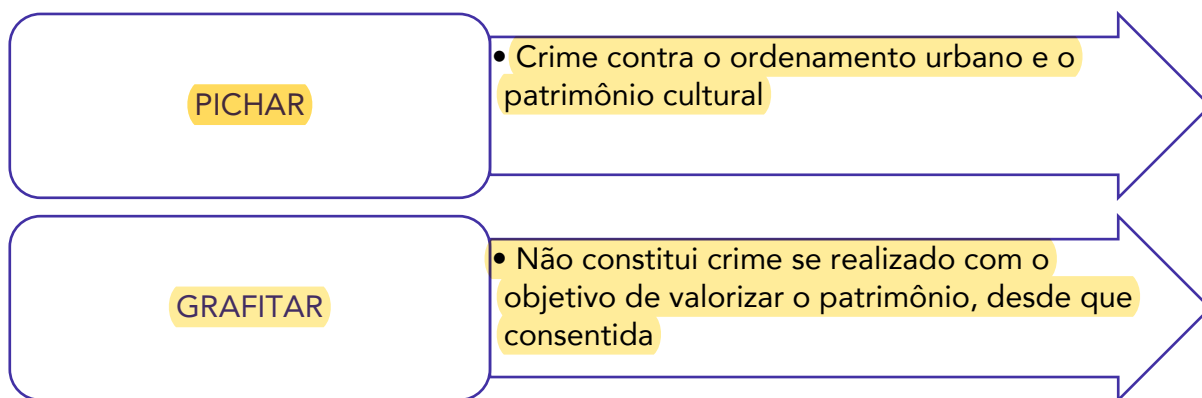 PICHAR
• Crime contra o ordenamento urbano e o
patrimônio cultural
GRAFITAR
• Não constitui crime se realizado com o
objetivo de valorizar o patrimônio, desde que
consentida